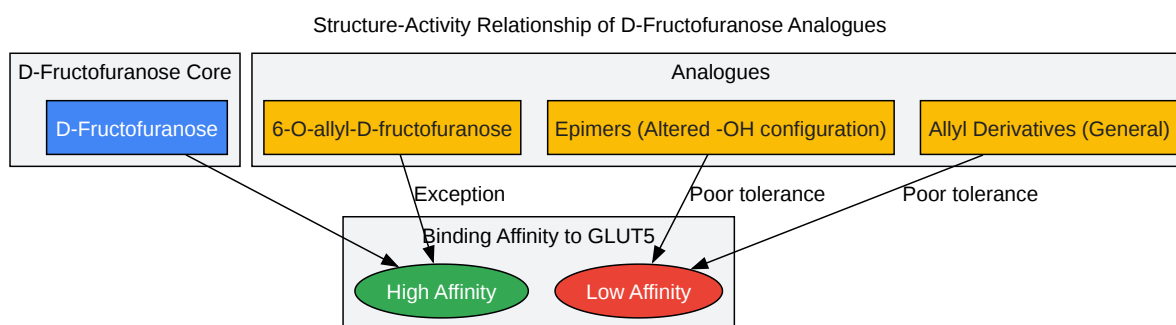 Structure-Activity Relationship of D-Fructofuranose Analogues
D-Fructofuranose Core
Analogues
D-Fructofuranose
6-O-allyl-D-fructofuranose
Epimers (Altered -OH configuration)
Allyl Derivatives (General)
Exception
Poor tolerance
Poor tolerance
Binding Affinity to GLUT5
High Affinity
Low Affinity